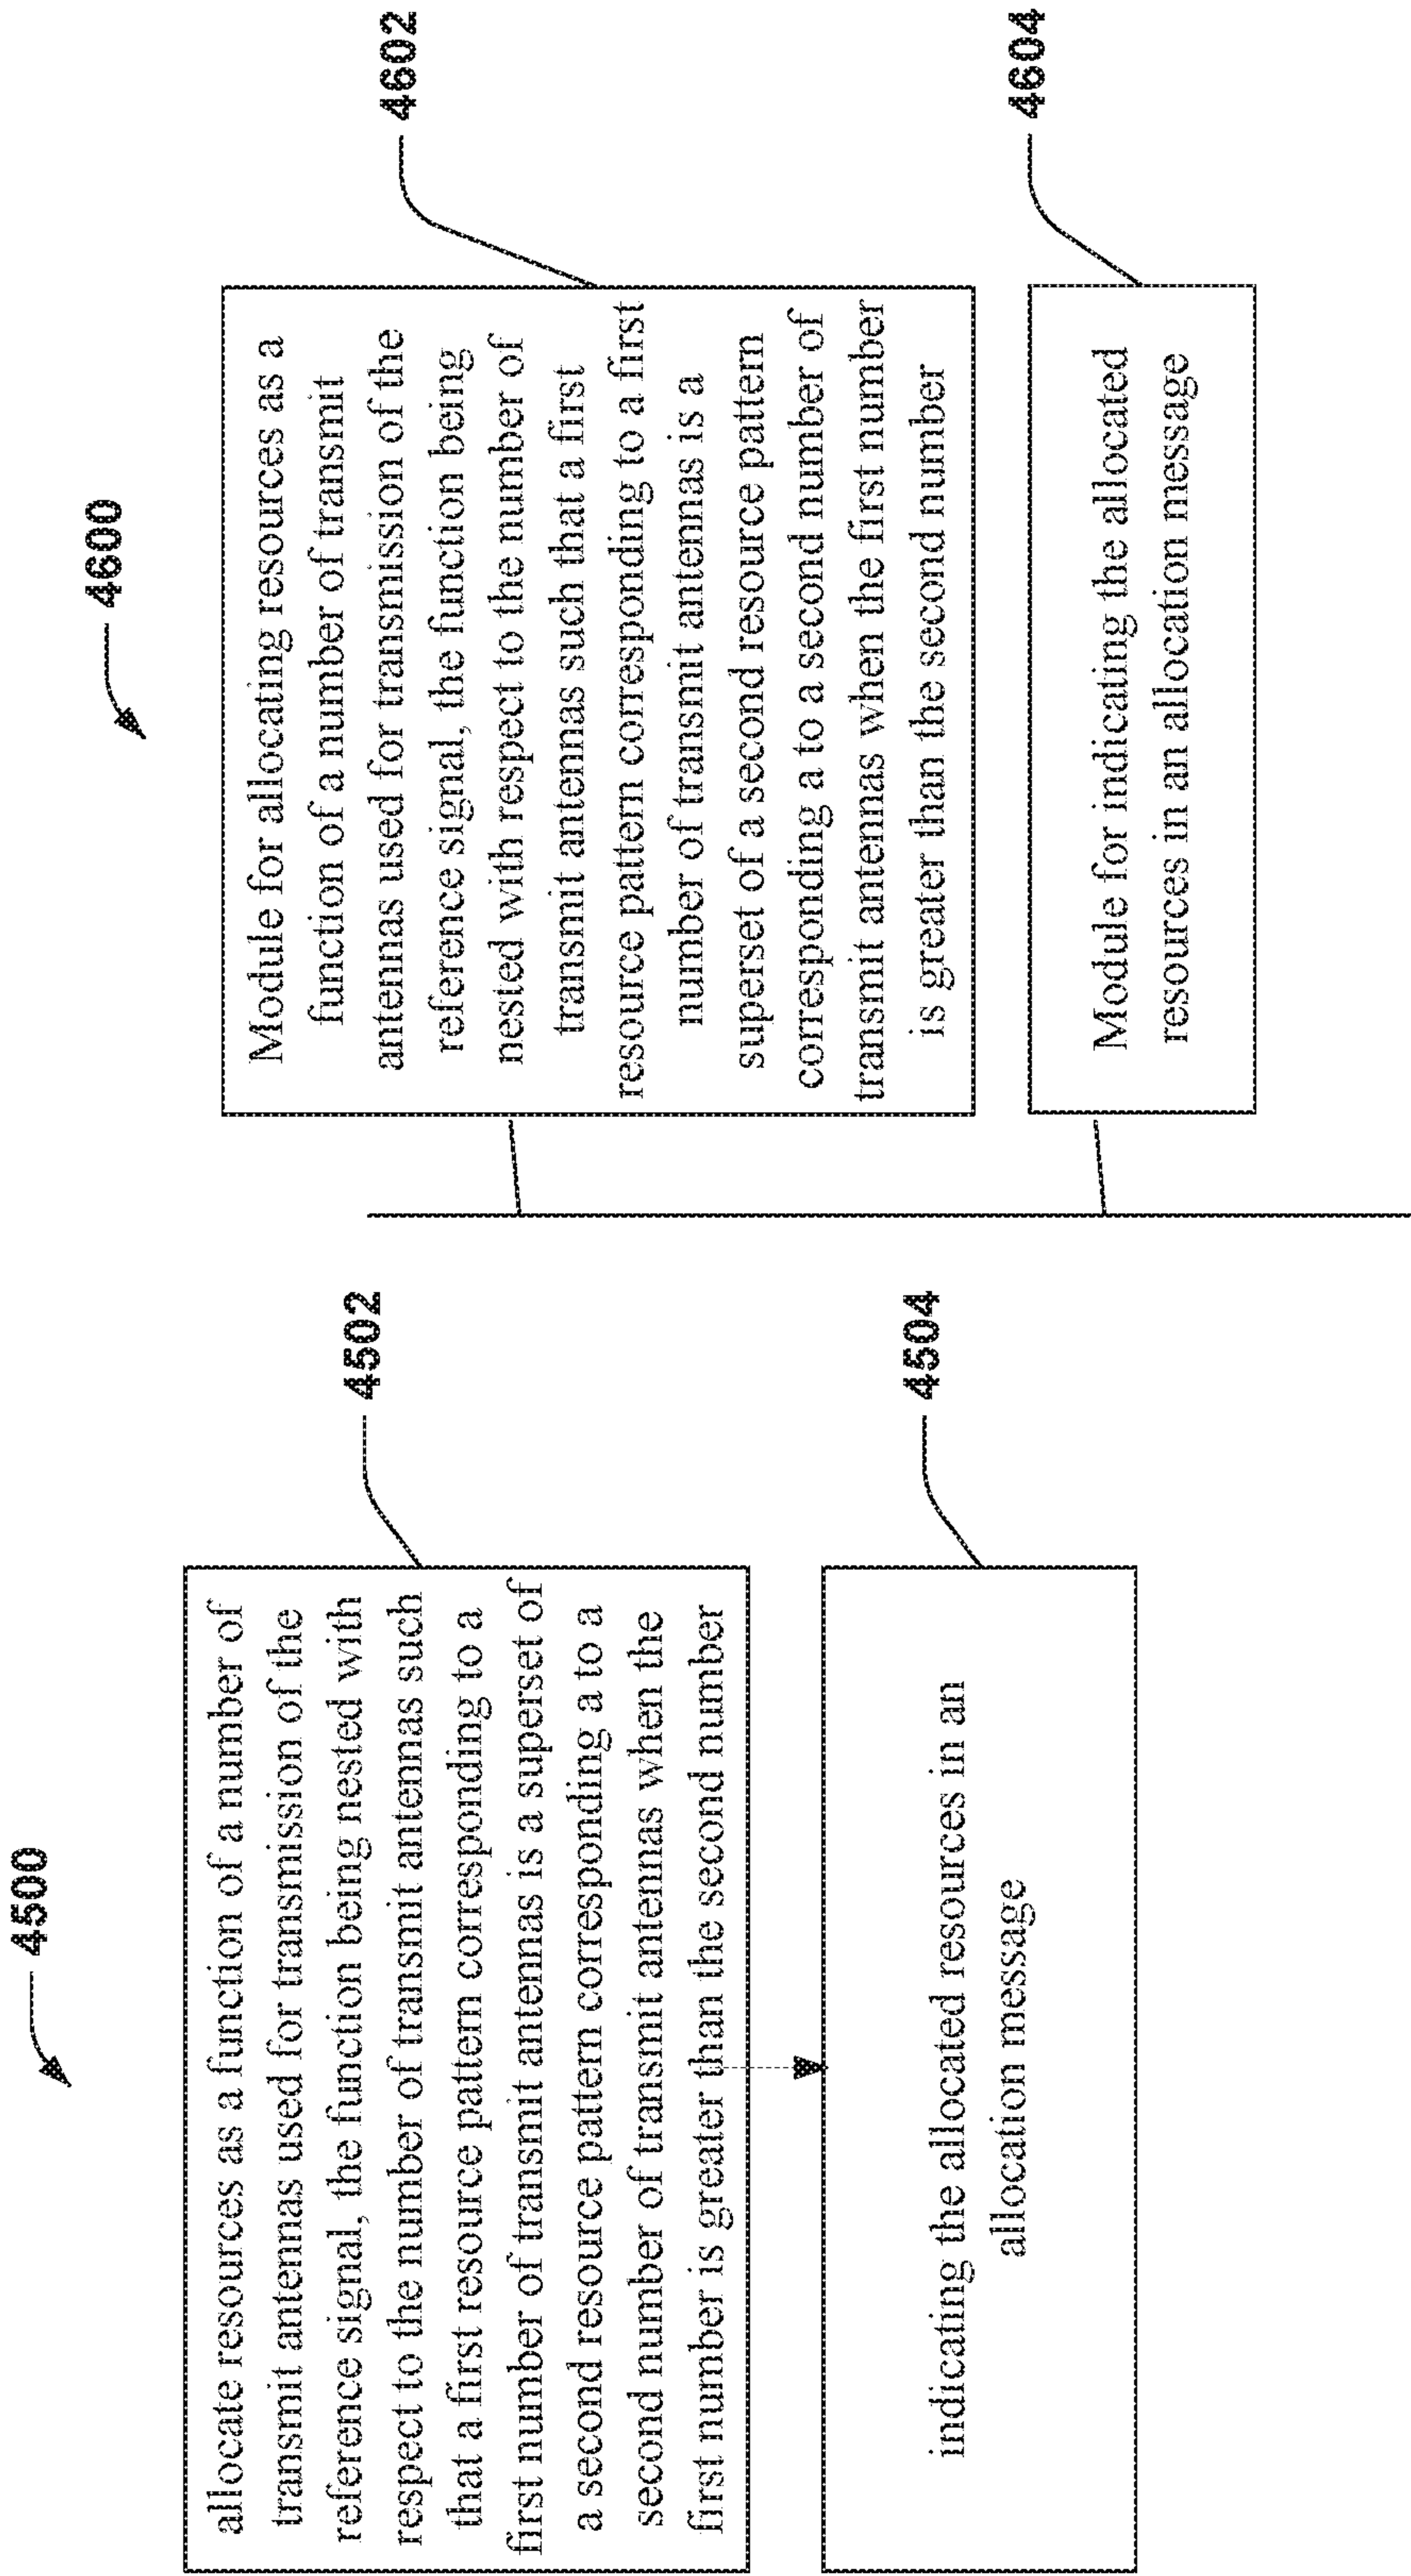 4500
allocate resources as a function of a number of
transmit antennas used for transmission of the
reference signal, the function being nested with
respect to the number of transmit antennas such
that a first resource pattern corresponding to a
first number of transmit antennas is a superset of
a second resource pattern corresponding a to a
second number of transmit antennas when the
first number is greater than the second number
4502
indicating the allocated resources in an
allocation message
4504
4600
Module for allocating resources as a
function of a number of transmit
antennas used for transmission of the
reference signal, the function being
nested with respect to the number of
transmit antennas such that a first
resource pattern corresponding to a first
number of transmit antennas is a
superset of a second resource pattern
corresponding a to a second number of
transmit antennas when the first number
is greater than the second number
4602
Module for indicating the allocated
resources in an allocation message
4604